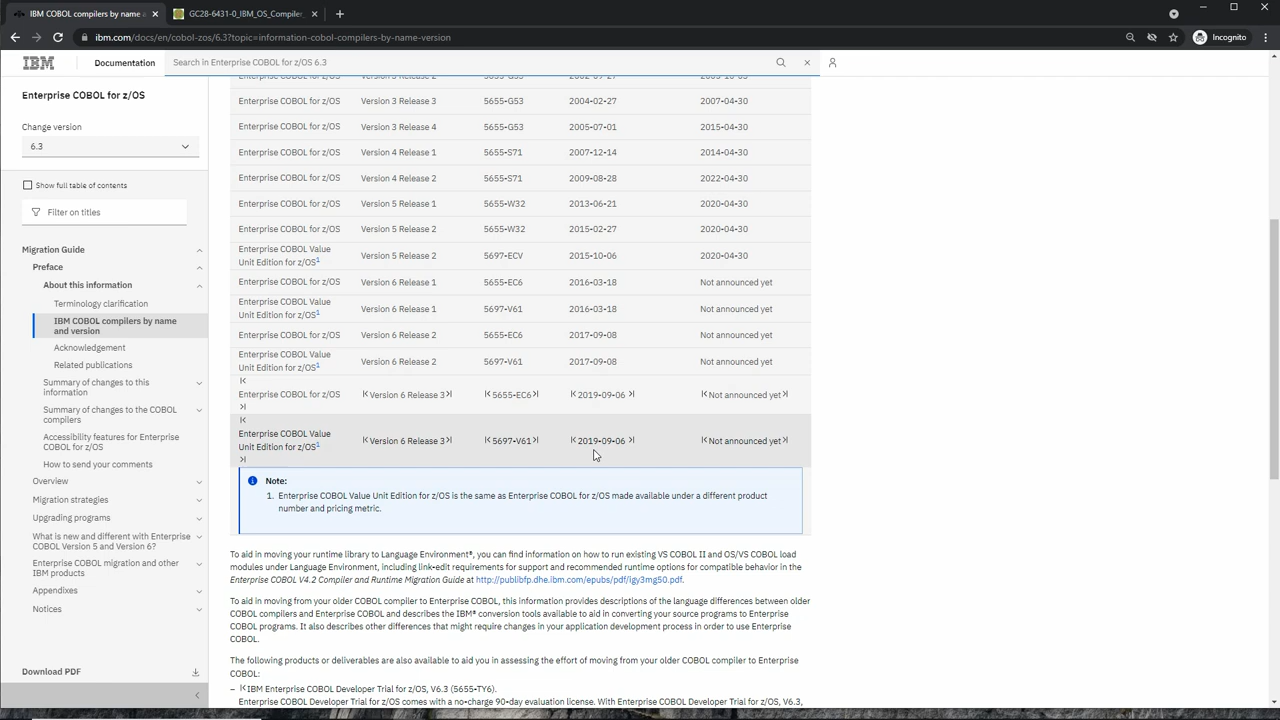 IBM COBOL compilers by name a
GC28-6431-0_IBM_OS_Compiler_
ibm.com/docs/en/cobol-zos/6.3?topic=information-cobol-compilers-by-name-version
Incognito
IBM
Documentation
Search in Enterprise COBOL for z/OS 6.3
Enterprise COBOL for z/OS
Change version
6.3
Show full table of contents
Filter on titles
Migration Guide
Preface
About this information
Terminology clarification
IBM COBOL compilers by name
and version
Acknowledgement
Related publications
Summary of changes to this
information
Summary of changes to the COBOL
compilers
Accessibility features for Enterprise
COBOL for z/OS
How to send your comments
Overview
Migration strategies
Upgrading programs
What is new and different with Enterprise
COBOL Version 5 and Version 6?
Enterprise COBOL migration and other
IBM products
Appendixes
Notices
Download PDF
Enterprise COBOL for z/OS Version 3 Release 3 5655-G53 2004-02-27 2007-04-30
Enterprise COBOL for z/OS Version 3 Release 4 5655-G53 2005-07-01 2015-04-30
Enterprise COBOL for z/OS Version 4 Release 1 5655-S71 2007-12-14 2014-04-30
Enterprise COBOL for z/OS Version 4 Release 2 5655-S71 2009-08-28 2022-04-30
Enterprise COBOL for z/OS Version 5 Release 1 5655-W32 2013-06-21 2020-04-30
Enterprise COBOL for z/OS Version 5 Release 2 5655-W32 2015-02-27 2020-04-30
Enterprise COBOL Value
Unit Edition for z/OS1 Version 5 Release 2 5697-ECV 2015-10-06 2020-04-30
Enterprise COBOL for z/OS Version 6 Release 1 5655-EC6 2016-03-18 Not announced yet
Enterprise COBOL Value
Unit Edition for z/OS1 Version 6 Release 1 5697-V61 2016-03-18 Not announced yet
Enterprise COBOL for z/OS Version 6 Release 2 5655-EC6 2017-09-08 Not announced yet
Enterprise COBOL Value
Unit Edition for z/OS1 Version 6 Release 2 5697-V61 2017-09-08 Not announced yet
Enterprise COBOL for z/OS Version 6 Release 3 5655-EC6 2019-09-06 Not announced yet
Enterprise COBOL Value
Unit Edition for z/OS1 Version 6 Release 3 5697-V61 2019-09-06 Not announced yet
Note:
1. Enterprise COBOL Value Unit Edition for z/OS is the same as Enterprise COBOL for z/OS made available under a different product
number and pricing metric.
To aid in moving your runtime library to Language Environment®, you can find information on how to run existing VS COBOL II and OS/VS COBOL load
modules under Language Environment, including link-edit requirements for support and recommended runtime options for compatible behavior in the
Enterprise COBOL V4.2 Compiler and Runtime Migration Guide at http://publibfp.dhe.ibm.com/epubs/pdf/igy3mg50.pdf.
To aid in moving from your older COBOL compiler to Enterprise COBOL, this information provides descriptions of the language differences between older
COBOL compilers and Enterprise COBOL and describes the IBM® conversion tools available to aid in converting your source programs to Enterprise
COBOL programs. It also describes other differences that might require changes in your application development process in order to use Enterprise
COBOL.
The following products or deliverables are also available to aid you in assessing the effort of moving from your older COBOL compiler to Enterprise
COBOL:
– IBM Enterprise COBOL Developer Trial for z/OS, V6.3 (5655-TY6).
Enterprise COBOL Developer Trial for z/OS comes with a no-charge 90-day evaluation license. With Enterprise COBOL Developer Trial for z/OS, V6.3,